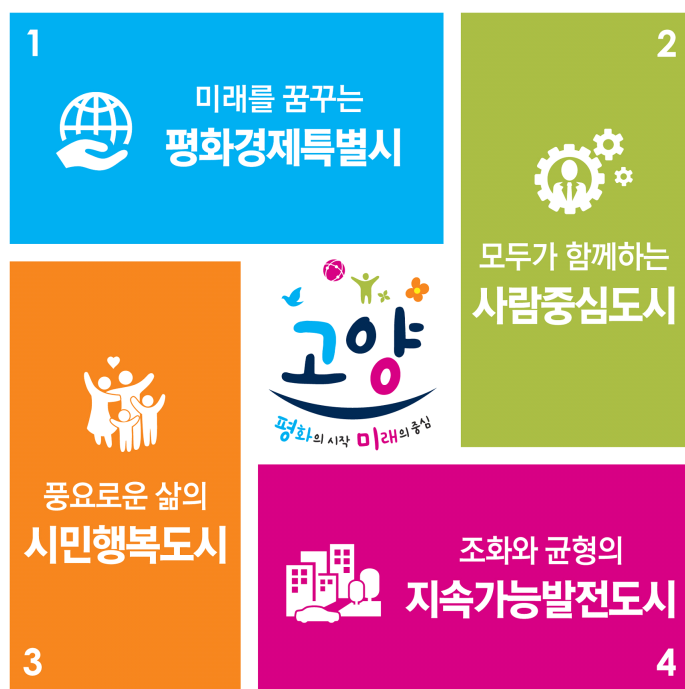 1
미래를 꿈꾸는
평화경제특별시
2
모두가 함께하는
사람중심도시
고양
평화의 시작 미래의 중심
풍요로운 삶의
시민행복도시
3
조화와 균형의
지속가능발전도시
4